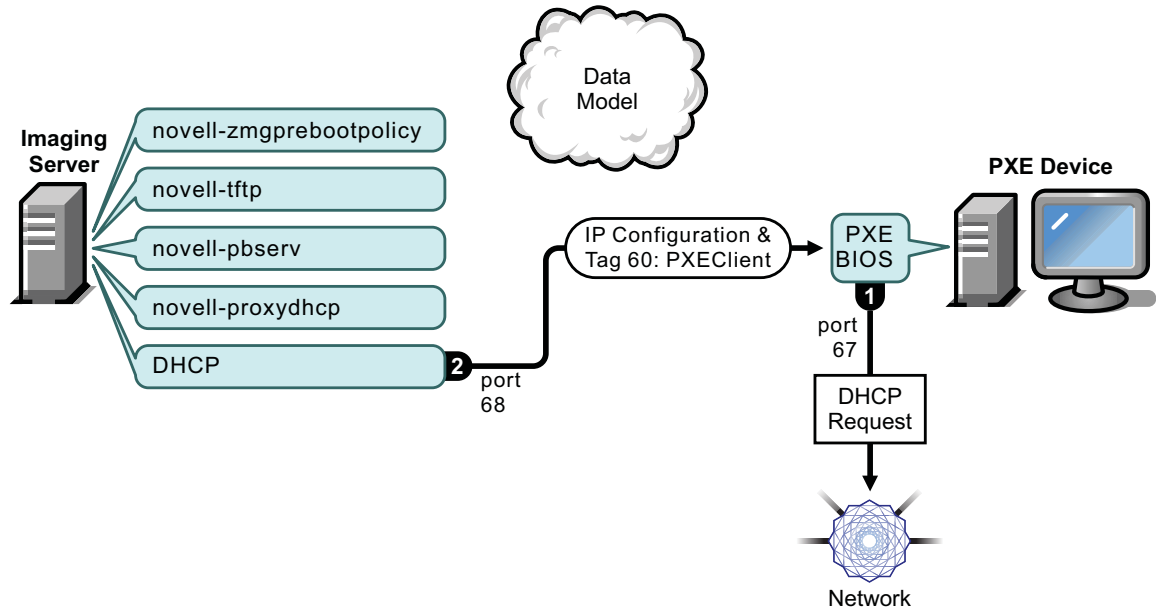 Data
Model
Imaging
Server
novell-zmgprebootpolicy
novell-tftp
novell-pbserv
novell-proxydhcp
DHCP
2
port
68
IP Configuration &
Tag 60: PXEClient
PXE Device
PXE
BIOS
1
port
67
DHCP
Request
Network